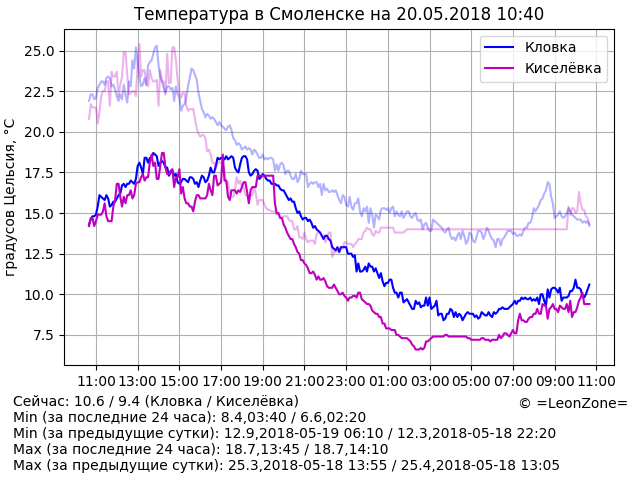 Температура в Смоленске на 20.05.2018 10:40
Кловка
Киселёвка
градусов Цельсия, °C
25.0
22.5
20.0
17.5
15.0
12.5
10.0
7.5
11:00 13:00 15:00 17:00 19:00 21:00 23:00 01:00 03:00 05:00 07:00 09:00 11:00
Сейчас: 10.6 / 9.4 (Кловка / Киселёвка)
© =LeonZone=
Min (за последние 24 часа): 8.4,03:40 / 6.6,02:20
Min (за предыдущие сутки): 12.9,2018-05-19 06:10 / 12.3,2018-05-18 22:20
Max (за последние 24 часа): 18.7,13:45 / 18.7,14:10
Max (за предыдущие сутки): 25.3,2018-05-18 13:55 / 25.4,2018-05-18 13:05